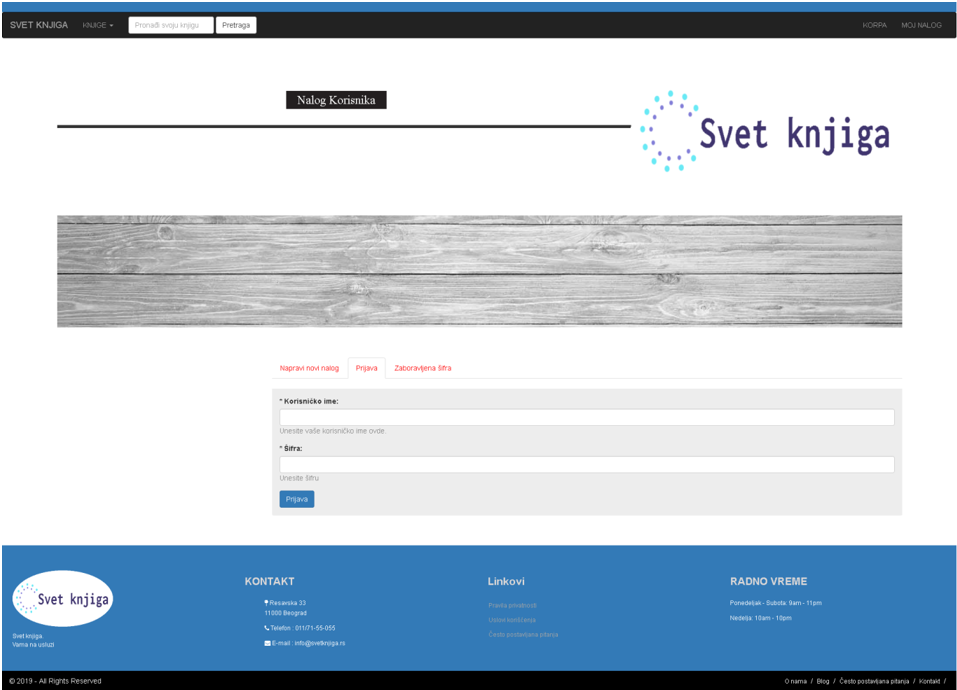 SVET KNJIGA KNJIGE Pronađi svoju knjigu Pretraga KORPA MOJ NALOG
Nalog Korisnika
Svet knjiga
Napravi novi nalog Prijava Zaboravljena šifra
* Korisničko ime:
Unesite vaše korisničko ime ovde.
* Šifra:
Unesite šifru
Prijava
Svet knjiga
Svet knjiga.
Vama na usluzi
KONTAKT
Resavska 33
11000 Beograd
Telefon : 011/71-55-055
E-mail : info@svetknjiga.rs
Linkovi
Pravila privatnosti
Uslovi korišćenja
Često postavljana pitanja
RADNO VREME
Ponedeljak - Subota: 9am - 11pm
Nedelja: 10am - 10pm
© 2019 - All Rights Reserved
O nama / Blog / Često postavljana pitanja / Kontakt /